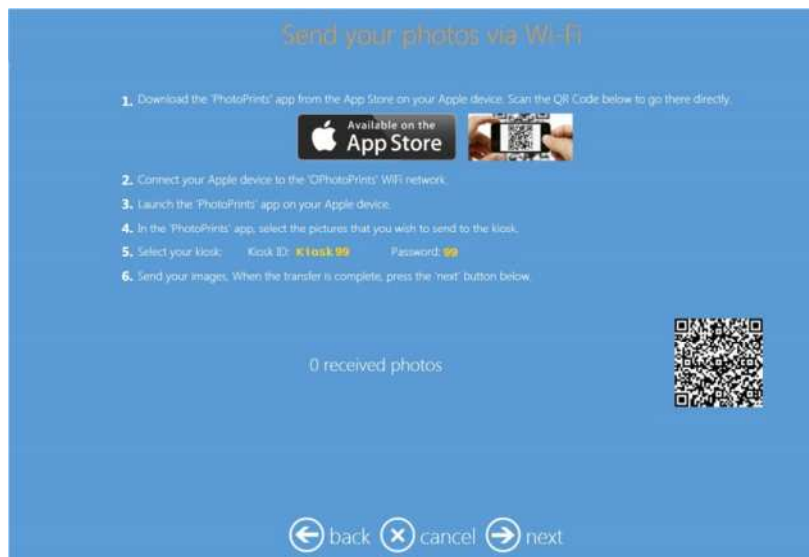 Send your photos via Wi-Fi
1. Download the 'PhotoPrints' app from the App Store on your Apple device. Scan the QR Code below to go there directly.
Available on the
App Store
2. Connect your Apple device to the 'OPhotoPrints' WiFi network.
3. Launch the 'PhotoPrints' app on your Apple device.
4. In the 'PhotoPrints' app, select the pictures that you wish to send to the kiosk.
5. Select your kiosk: Kiosk ID: Kiosk99 Password: 99
6. Send your images. When the transfer is complete, press the 'next' button below.
0 received photos
back cancel next